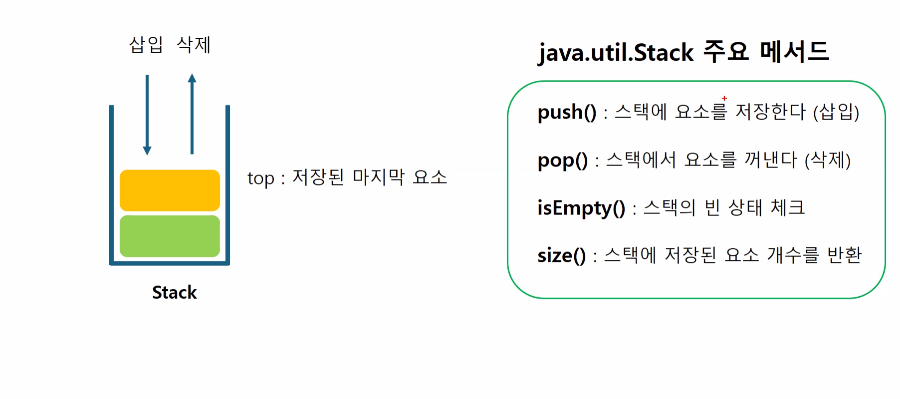 삽입 삭제
top : 저장된 마지막 요소
Stack
java.util.Stack 주요 메서드
push() : 스택에 요소를 저장한다 (삽입)
pop() : 스택에서 요소를 꺼낸다 (삭제)
isEmpty() : 스택의 빈 상태 체크
size() : 스택에 저장된 요소 개수를 반환